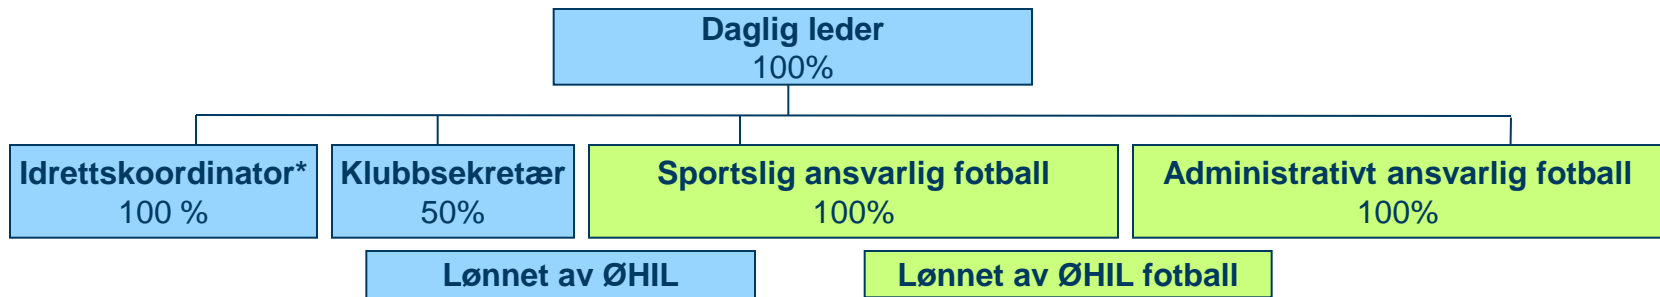 Daglig leder
100%
Idrettskoordinator*
100 %
Klubbsekretær
50%
Sportslig ansvarlig fotball
100%
Administrativt ansvarlig fotball
100%
Lønnet av ØHIL
Lønnet av ØHIL fotball